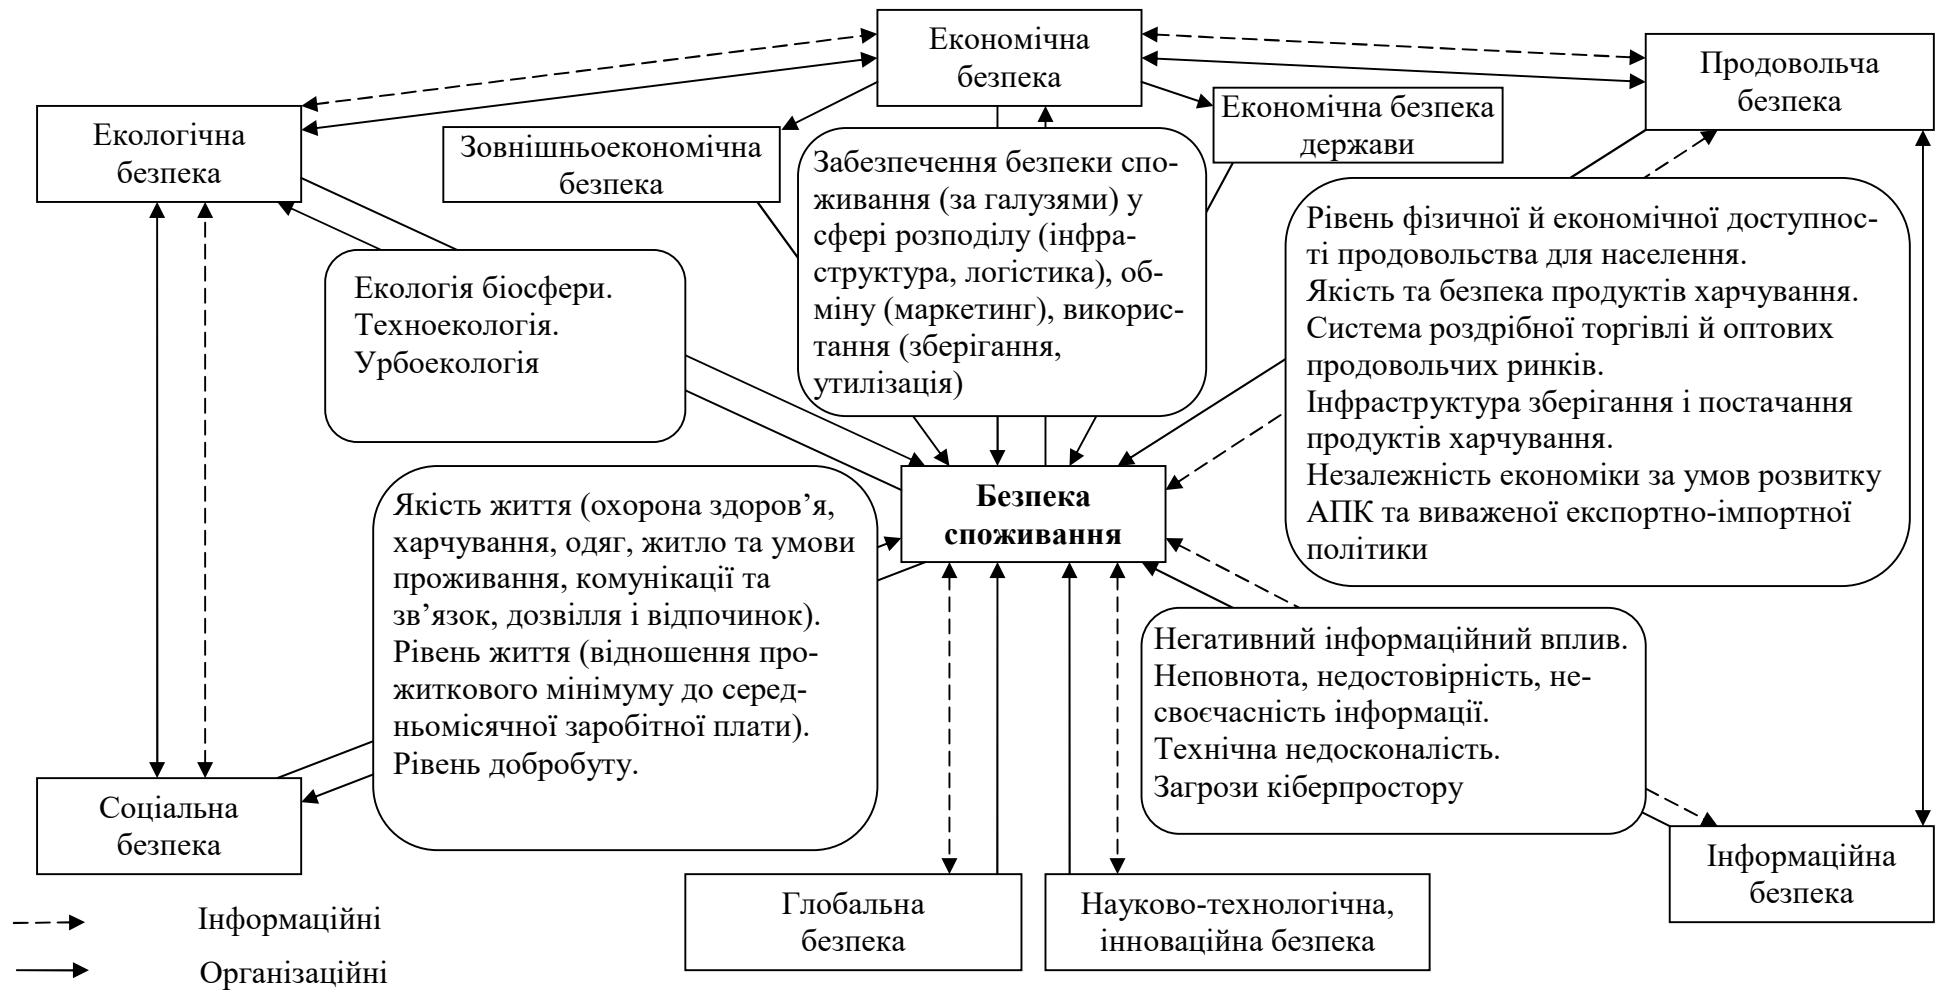 Економічна
безпека
Продовольча
безпека
Екологічна
безпека
Зовнішньоекономічна
безпека
Економічна безпека
держави
Забезпечення безпеки спо-
живання (за галузями) у
сфері розподілу (інфра-
структура, логістика), об-
міну (маркетинг), викорис-
тання (зберігання,
утилізація)
Рівень фізичної й економічної доступнос-
ті продовольства для населення.
Якість та безпека продуктів харчування.
Система роздрібної торгівлі й оптових
продовольчих ринків.
Інфраструктура зберігання і постачання
продуктів харчування.
Незалежність економіки за умов розвитку
АПК та виваженої експортно-імпортної
політики
Екологія біосфери.
Техноекологія.
Урбоекологія
Безпека
споживання
Якість життя (охорона здоров’я,
харчування, одяг, житло та умови
проживання, комунікації та
зв’язок, дозвілля і відпочинок).
Рівень життя (відношення про-
житкового мінімуму до серед-
ньомісячної заробітної плати).
Рівень добробуту.
Негативний інформаційний вплив.
Неповнота, недостовірність, не-
своєчасність інформації.
Технічна недосконалість.
Загрози кіберпростору
Соціальна
безпека
Глобальна
безпека
Науково-технологічна,
інноваційна безпека
Інформаційна
безпека
Інформаційні
Організаційні